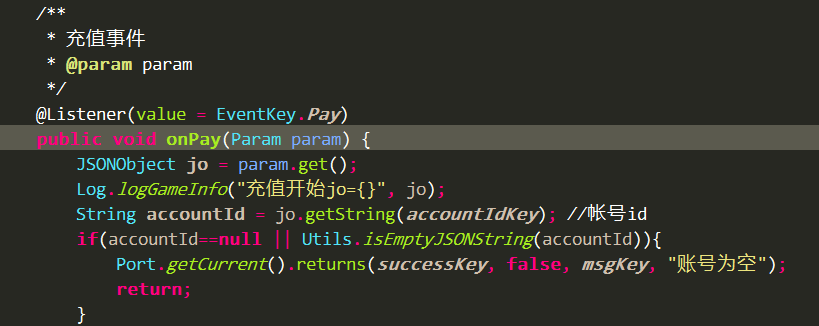 /**
* 充值事件
* @param param
*/
@Listener(value = EventKey.Pay)
public void onPay(Param param) {
JSONObject jo = param.get();
Log.logGameInfo("充值开始jo={}", jo);
String accountId = jo.getString(accountIdKey); //帐号id
if(accountId==null || Utils.isEmptyJSONString(accountId)){
Port.getCurrent().returns(successKey, false, msgKey, "账号为空");
return;
}